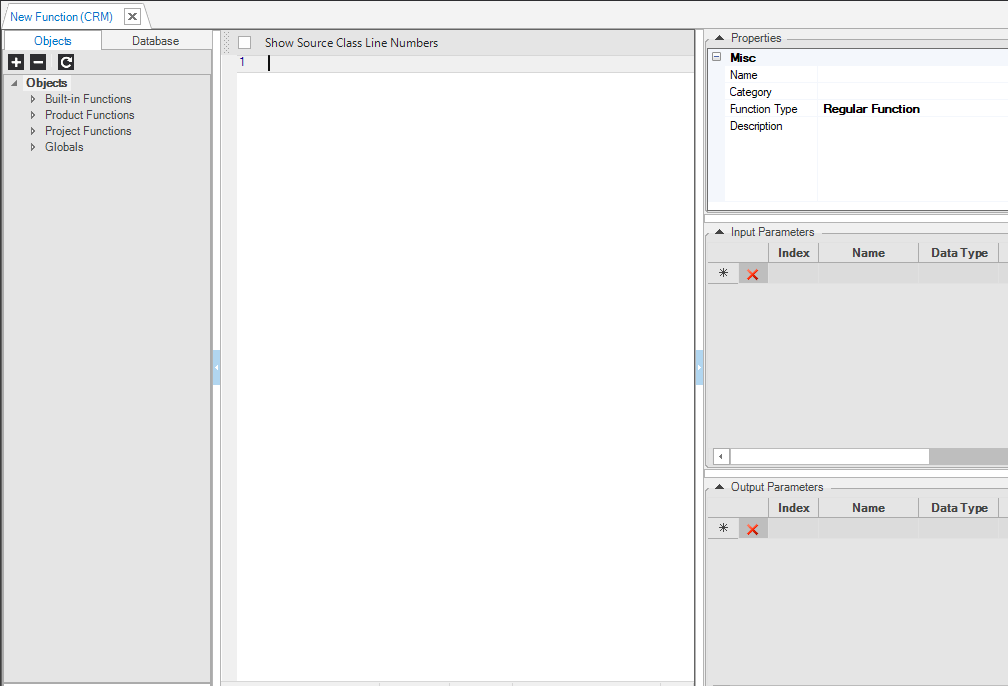 New Function (CRM)
Objects
Database
Show Source Class Line Numbers
1
Objects
Built-in Functions
Product Functions
Project Functions
Globals
Properties
Misc
Name
Category
Function Type Regular Function
Description
Input Parameters
Index Name Data Type
Output Parameters
Index Name Data Type